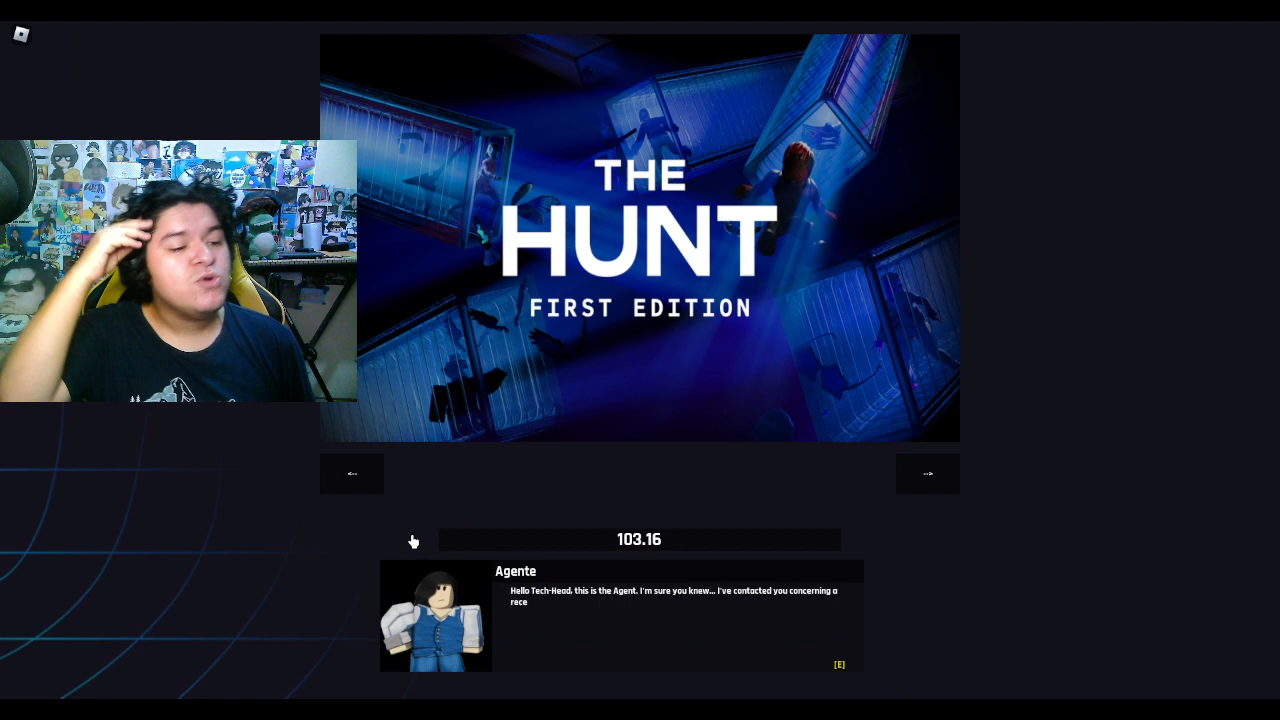 THE
HUNT
FIRST EDITION
<--
-->
103.16
Agente
Hello Tech-Head, this is the Agent. I'm sure you knew... I've contacted you concerning a
rece
[E]